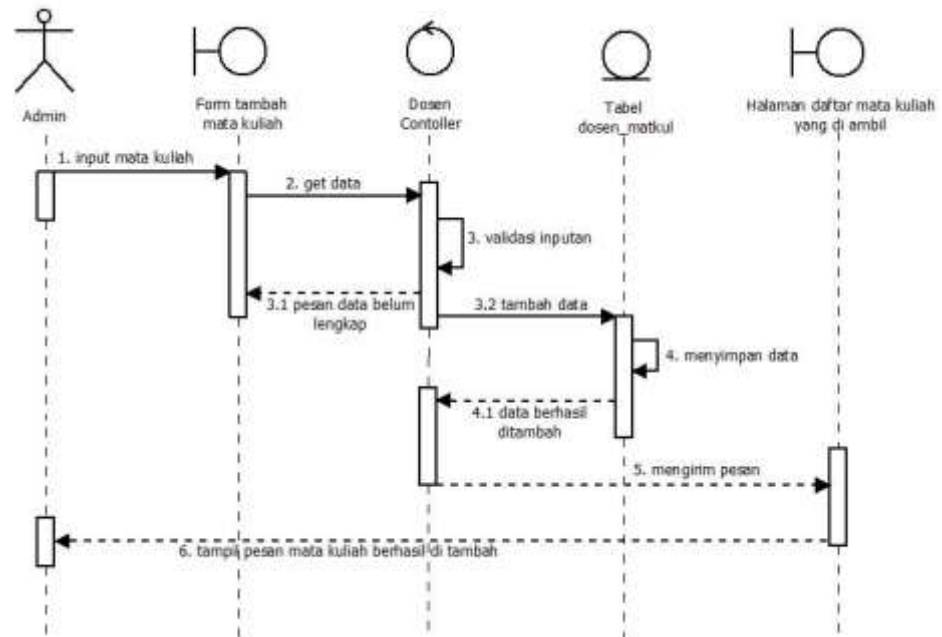 Admin
Form tambah
mata kuliah
Dosen
Contoller
Tabel
dosen_matkul
Halaman daftar mata kuliah
yang di ambil
1. input mata kuliah
2. get data
3. validasi inputan
3.1 pesan data belum
lengkap
3.2 tambah data
4. menyimpan data
4.1 data berhasil
ditambah
5. mengirim pesan
6. tampil pesan mata kuliah berhasil di tambah